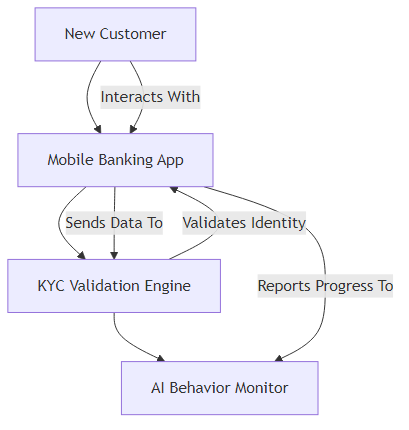 New Customer
Interacts With
Mobile Banking App
Sends Data To
Validates Identity
KYC Validation Engine
Reports Progress To
AI Behavior Monitor